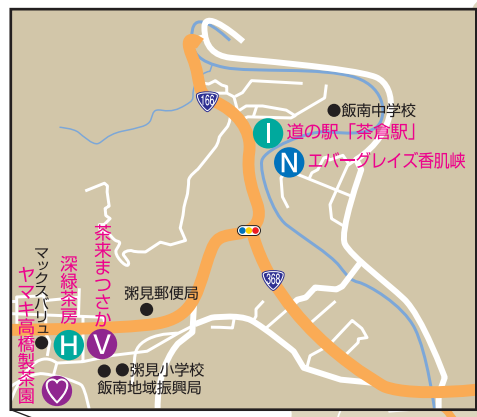 166
飯南中学校
I
道の駅「茶倉駅」
N
エバーグレイズ香肌峡
368
茶来まつさか
深緑茶房
マックスバリュ
ヤマキ高橋製茶園
粥見郵便局
H
V
粥見小学校
飯南地域振興局